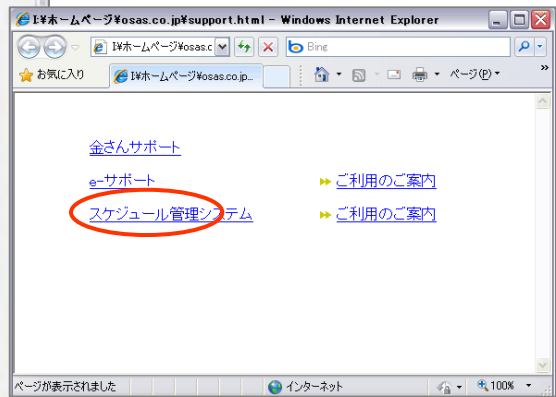 I:¥ホームページ¥osas.co.jp¥support.html - Windows Internet Explorer
I:¥ホームページ¥osas.c
Bing
お気に入り
I:¥ホームページ¥osas.co.jp...
ページ(P)
»
金さんサポート
e-サポート
ご利用のご案内
スケジュール管理システム
ご利用のご案内
ページが表示されました
インターネット
100%